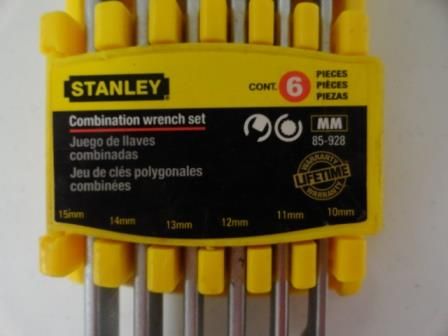 STANLEY
CONT. 6 PIECES
PIÈCES
PIEZAS
Combination wrench set
Juego de llaves
combinadas
Jeu de clés polygonales
combinées
MM
85-928
WARRANTY
LIFETIME
WARRANTY
15mm 14mm 13mm 12mm 11mm 10mm